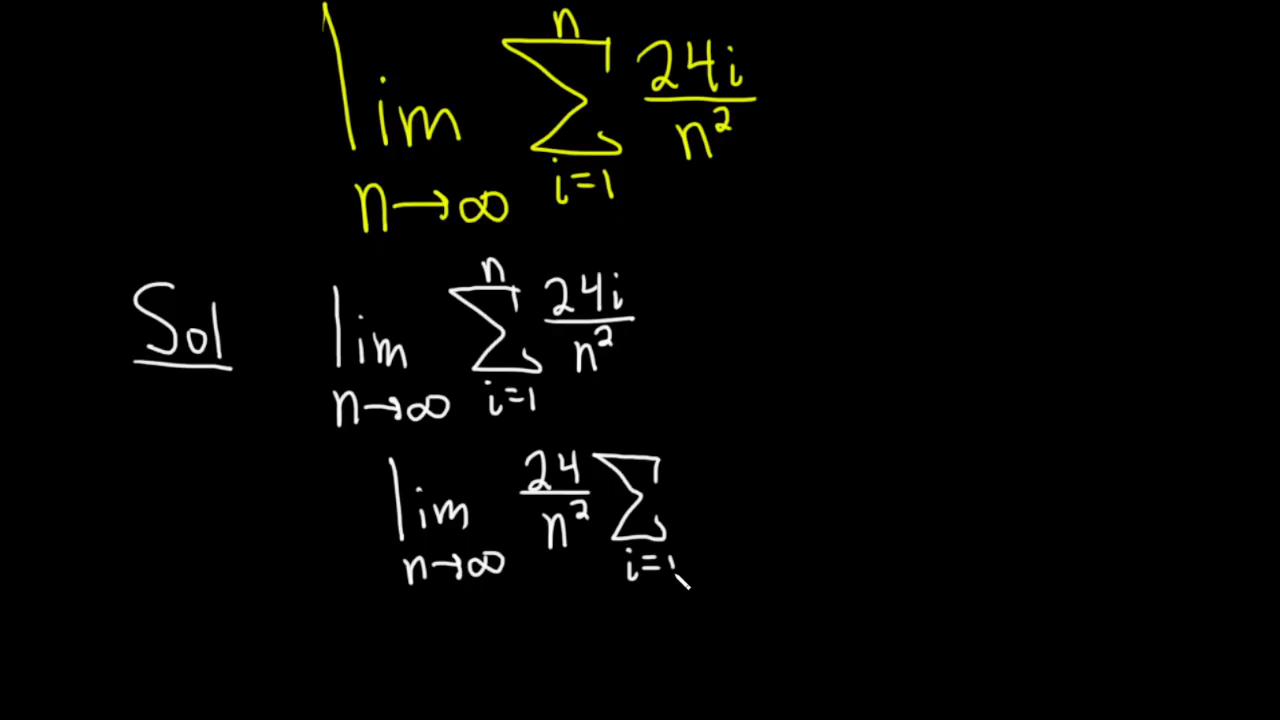 lim n→∞ n Σ i=1 24i/n²
Sol lim n→∞ n Σ i=1 24i/n²
lim n→∞ 24/n² Σ i=1